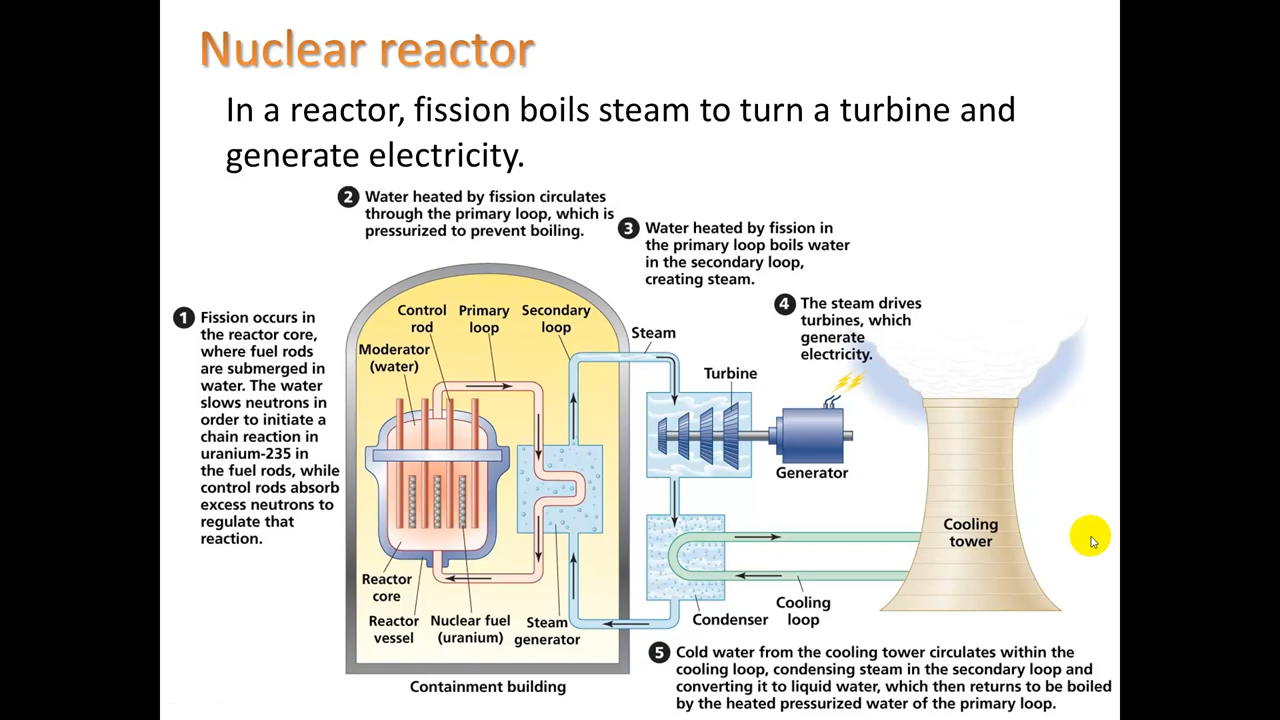 Nuclear reactor
In a reactor, fission boils steam to turn a turbine and
generate electricity.
2 Water heated by fission circulates
through the primary loop, which is
pressurized to prevent boiling.
3 Water heated by fission in
the primary loop boils water
in the secondary loop,
creating steam.
4 The steam drives
turbines, which
generate
electricity.
1 Fission occurs in
the reactor core,
where fuel rods
are submerged in
water. The water
slows neutrons in
order to initiate a
chain reaction in
uranium-235 in
the fuel rods, while
control rods absorb
excess neutrons to
regulate that
reaction.
Control
rod
Primary
loop
Secondary
loop
Moderator
(water)
Steam
Turbine
Generator
Cooling
tower
Reactor
core
Reactor
vessel
Nuclear fuel
(uranium)
Steam
generator
Condenser
Cooling
loop
Containment building
5 Cold water from the cooling tower circulates within the
cooling loop, condensing steam in the secondary loop and
converting it to liquid water, which then returns to be boiled
by the heated pressurized water of the primary loop.